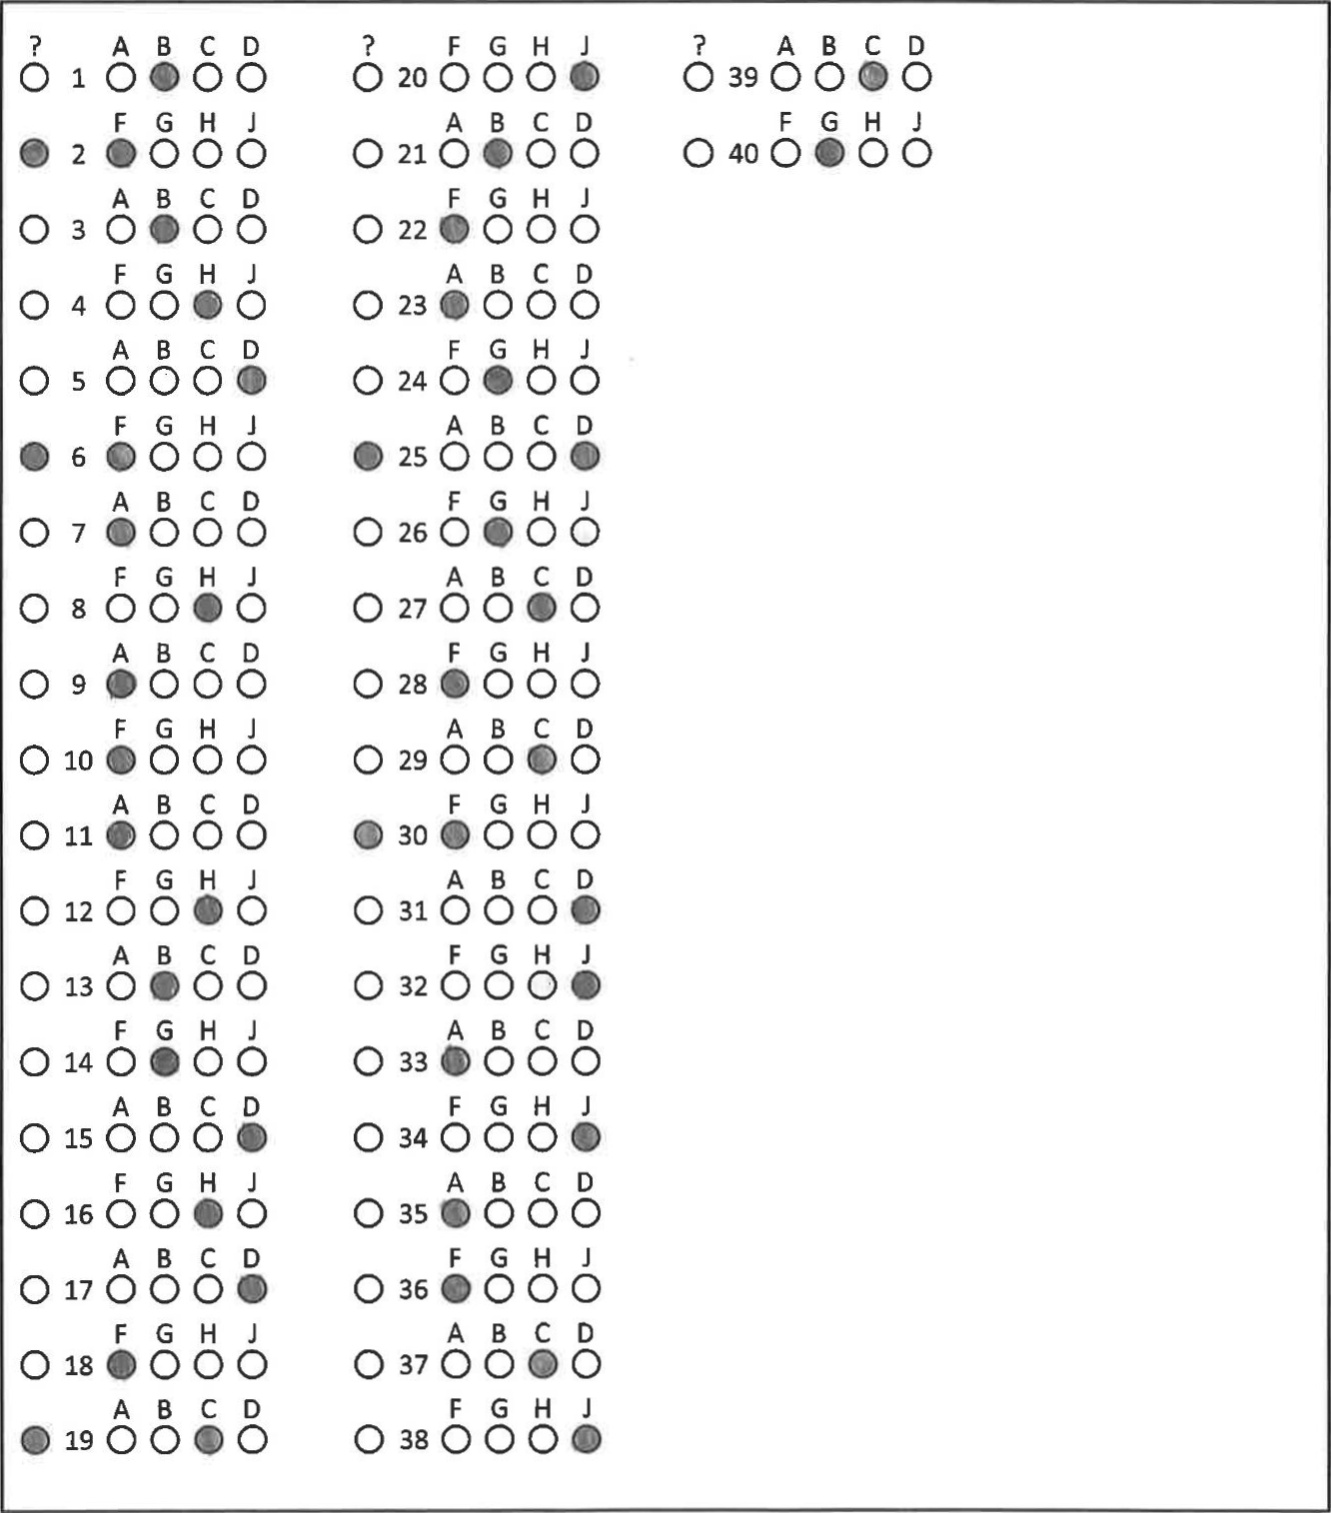 ? A B C D
1
F G H J
2
A B C D
3
F G H J
4
A B C D
5
F G H J
6
A B C D
7
F G H J
8
A B C D
9
F G H J
10
A B C D
11
F G H J
12
A B C D
13
F G H J
14
A B C D
15
F G H J
16
A B C D
17
F G H J
18
A B C D
19
? F G H J
20
A B C D
21
F G H J
22
A B C D
23
F G H J
24
A B C D
25
F G H J
26
A B C D
27
F G H J
28
A B C D
29
F G H J
30
A B C D
31
F G H J
32
A B C D
33
F G H J
34
A B C D
35
F G H J
36
A B C D
37
F G H J
38
? A B C D
39
F G H J
40